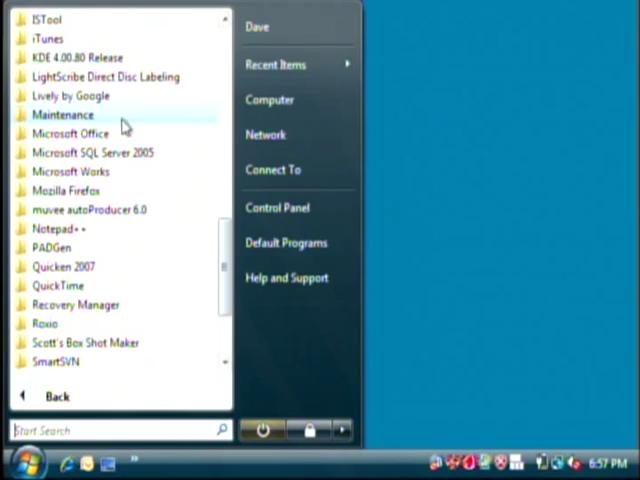 ISTool
iTunes
KDE 4.00.80 Release
LightScribe Direct Disc Labeling
Lively by Google
Maintenance
Microsoft Office
Microsoft SQL Server 2005
Microsoft Works
Mozilla Firefox
muvee autoProducer 6.0
Notepad++
PADGen
Quicken 2007
QuickTime
Recovery Manager
Roxio
Scott's Box Shot Maker
SmartSVN
Back
Start Search
Dave
Recent Items
Computer
Network
Connect To
Control Panel
Default Programs
Help and Support
6:57 PM